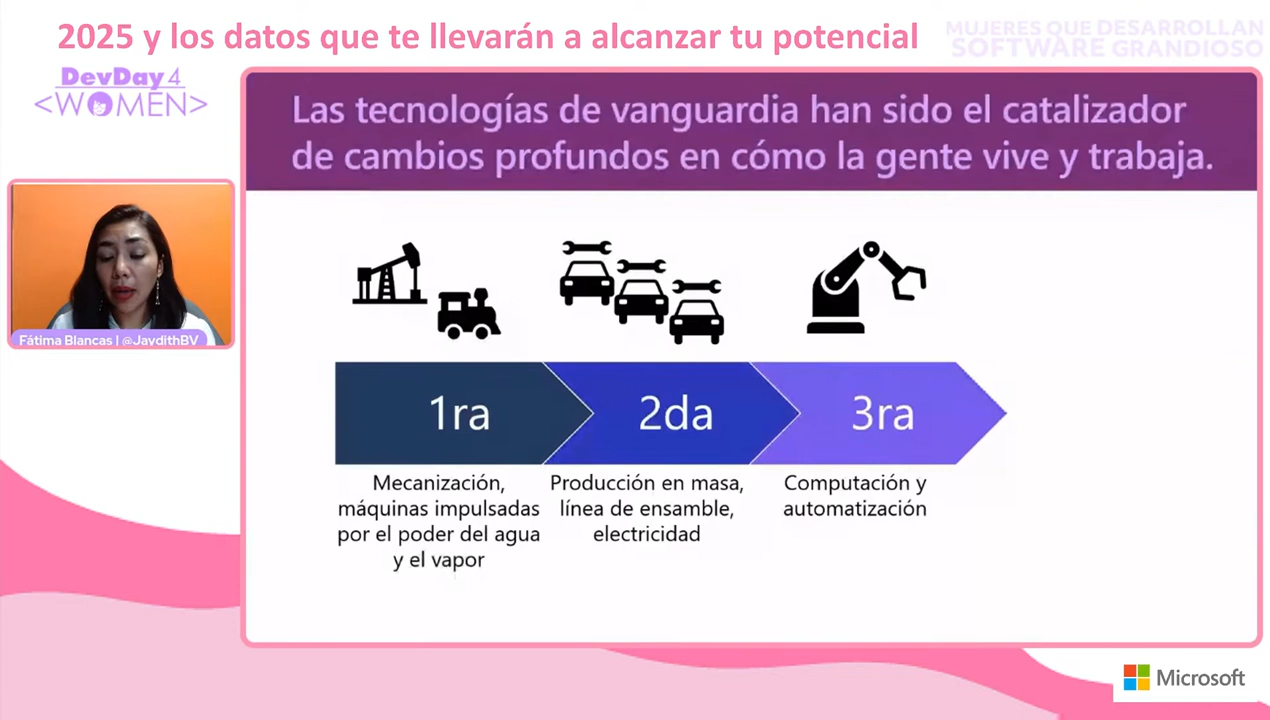 2025 y los datos que te llevarán a alcanzar tu potencial
MUJERES QUE DESARROLLAN
SOFTWARE GRANDIOSO
DevDay4
<WOMEN>
Las tecnologías de vanguardia han sido el catalizador
de cambios profundos en cómo la gente vive y trabaja.
Fátima Blancas | @JaydithBV
1ra
2da
3ra
Mecanización,
máquinas impulsadas
por el poder del agua
y el vapor
Producción en masa,
línea de ensamble,
electricidad
Computación y
automatización
Microsoft